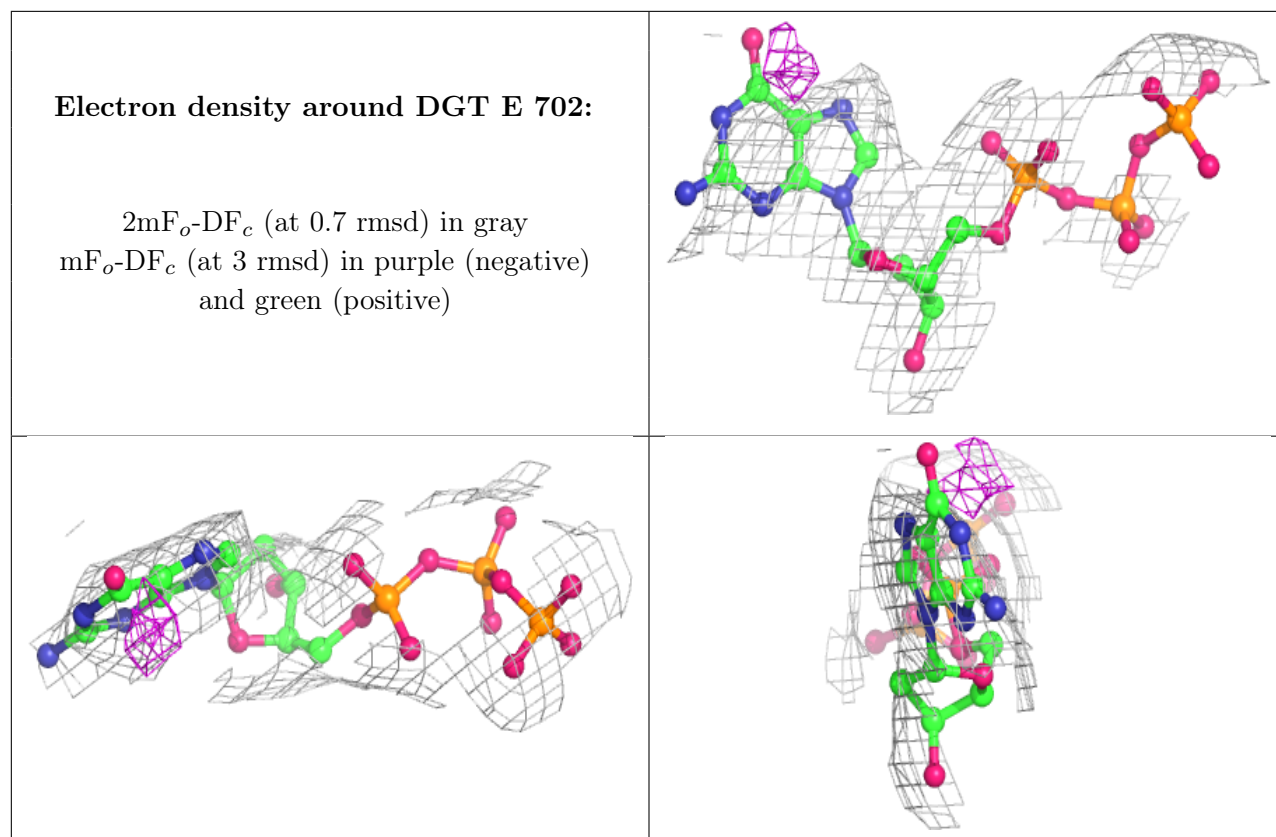 Electron density around DGT E 702:
2mFo-DFc (at 0.7 rmsd) in gray
mFo-DFc (at 3 rmsd) in purple (negative)
and green (positive)